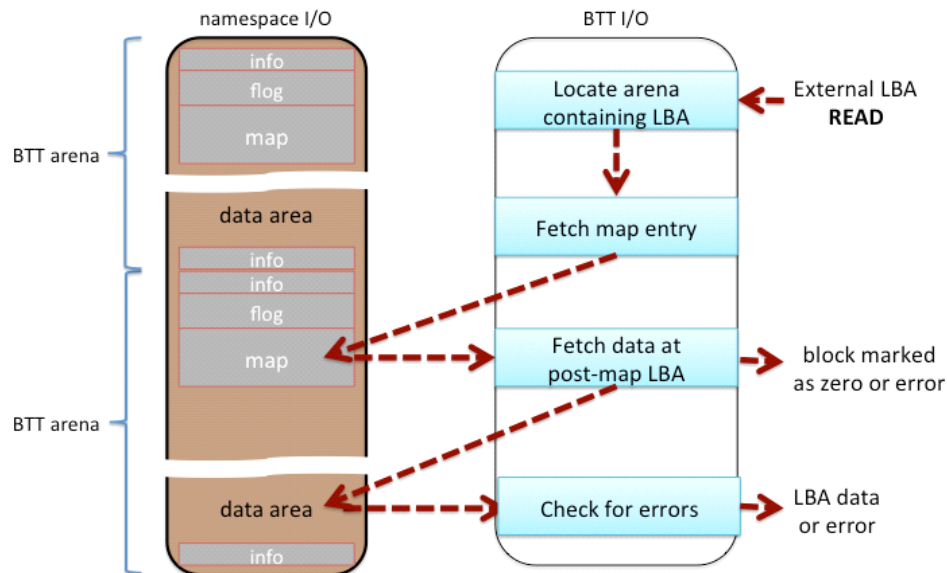 namespace I/O
BTT I/O
info
flog
map
BTT arena
data area
info
info
flog
map
BTT arena
data area
info
Locate arena
containing LBA
External LBA
READ
Fetch map entry
Fetch data at
post-map LBA
block marked
as zero or error
Check for errors
LBA data
or error